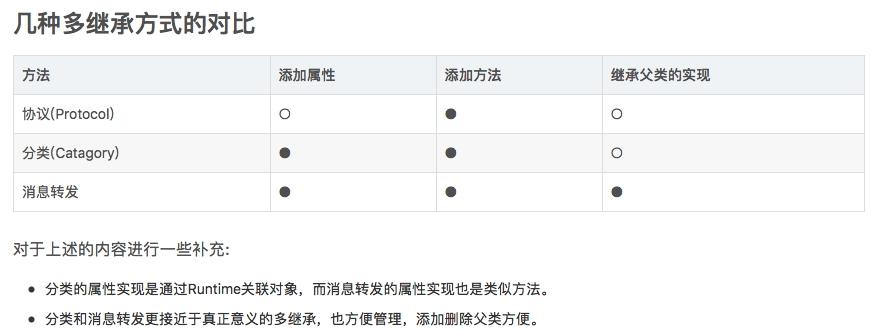 几种多继承方式的对比
方法 添加属性 添加方法 继承父类的实现
协议(Protocol) ○ ● ○
分类(Catagory) ● ● ○
消息转发 ● ● ●
对于上述的内容进行一些补充：
• 分类的属性实现是通过Runtime关联对象，而消息转发的属性实现也是类似方法。
• 分类和消息转发更接近于真正意义的多继承，也方便管理，添加删除父类方便。